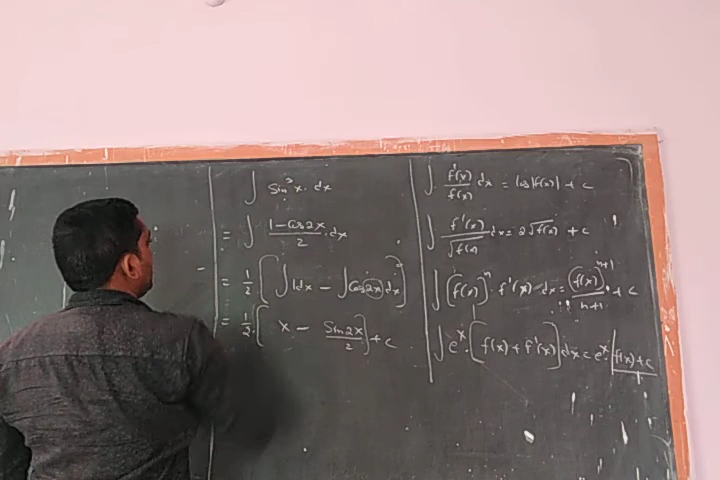 ∫ sin³x. dx
= ∫ 1-cos2x/2 . dx
= 1/2 [ ∫ 1dx - ∫cos2x dx ]
= 1/2 . [ x - sin2x/2 ] + c
∫ f'(x)/f(x) dx = log|f(x)| + c
∫ f'(x)/√f(x) dx = 2√f(x) + c
∫ (f(x))ⁿ . f'(x) dx = (f(x))ⁿ⁺¹/n+1 + c
∫ eˣ. [ f(x) + f'(x) ] dx = eˣ. f(x) + c